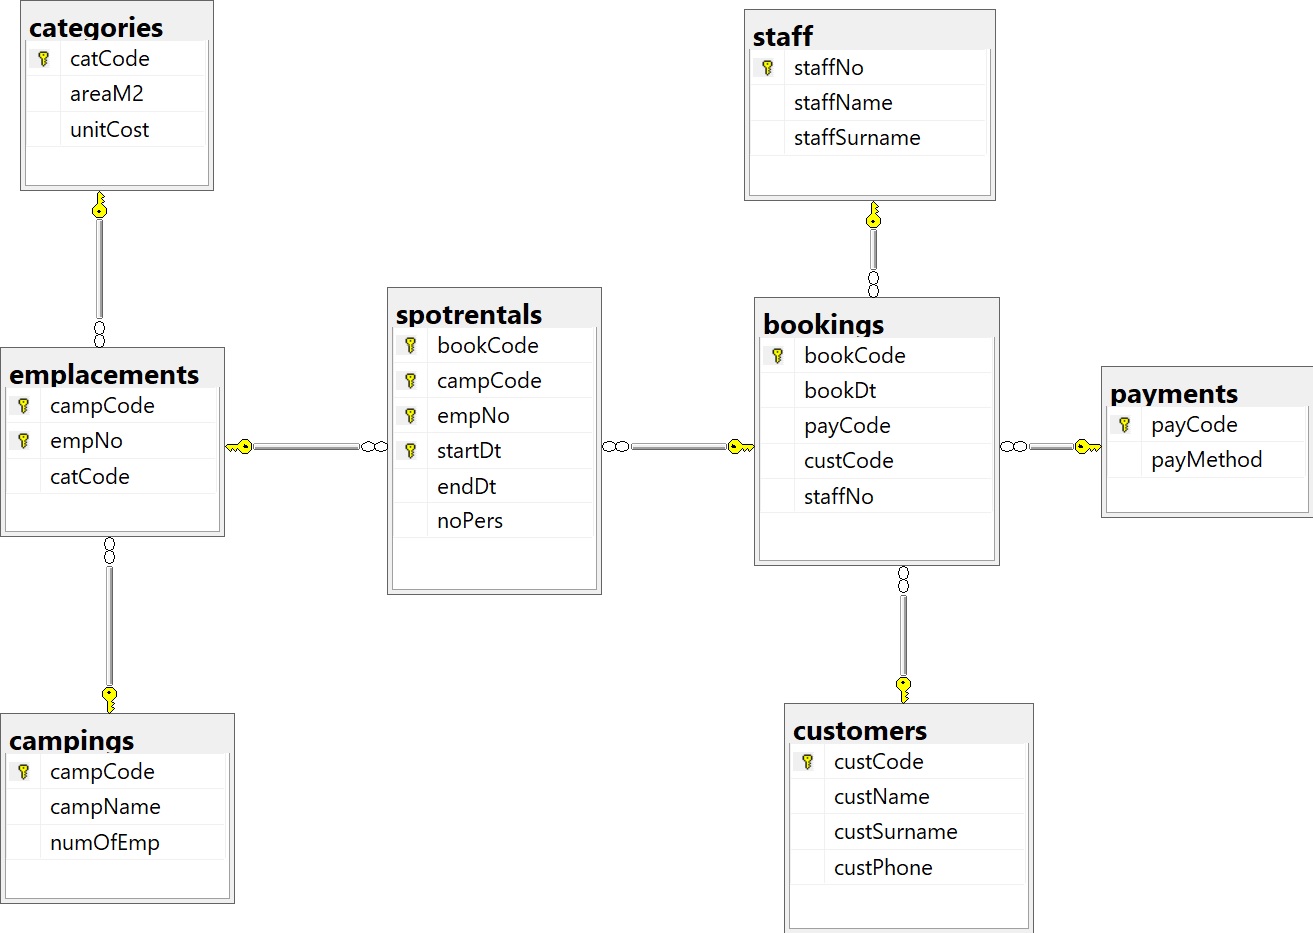 categories
catCode
areaM2
unitCost
staff
staffNo
staffName
staffSurname
spotrentals
bookCode
campCode
empNo
startDt
endDt
noPers
bookings
bookCode
bookDt
payCode
custCode
staffNo
emplacements
campCode
empNo
catCode
payments
payCode
payMethod
campings
campCode
campName
numOfEmp
customers
custCode
custName
custSurname
custPhone